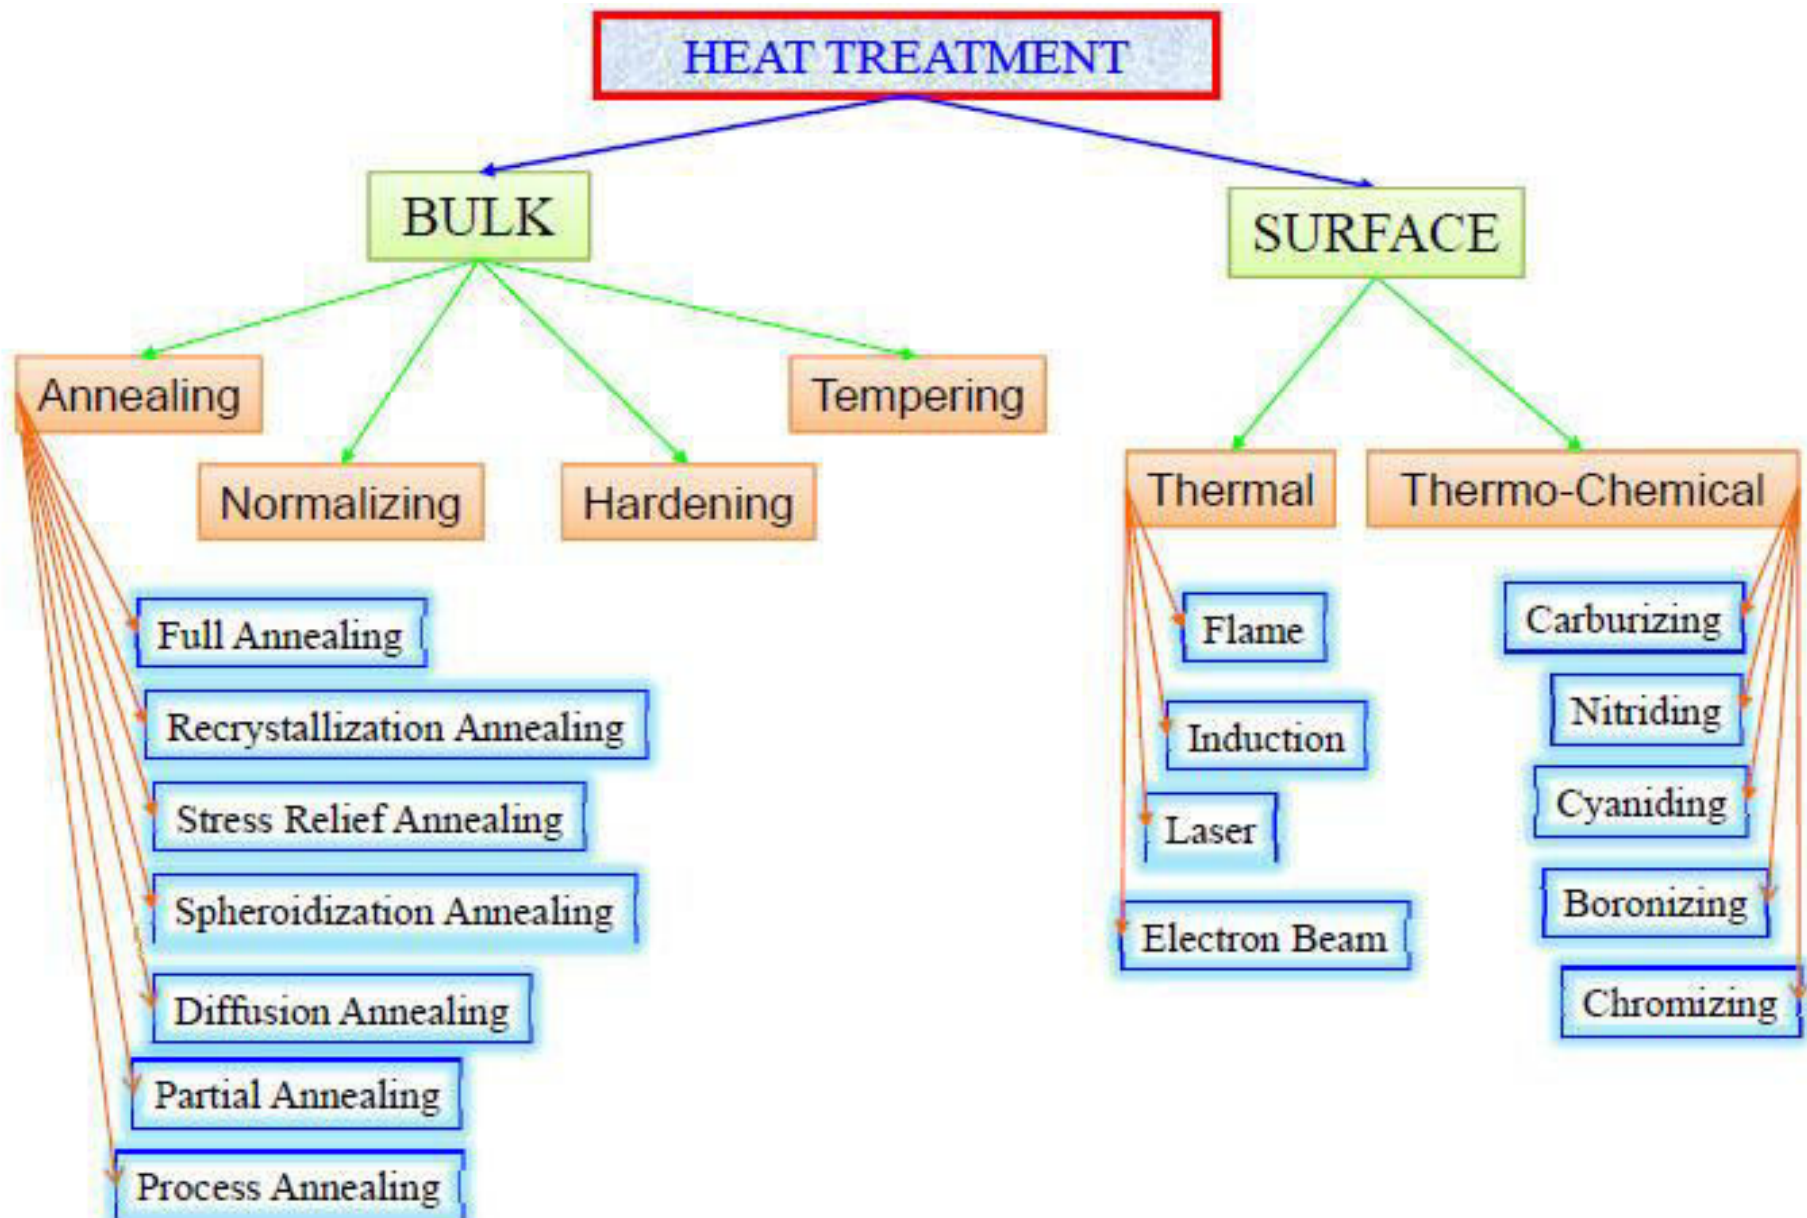 HEAT TREATMENT
BULK
SURFACE
Annealing
Tempering
Normalizing
Hardening
Thermal
Thermo-Chemical
Full Annealing
Recrystallization Annealing
Stress Relief Annealing
Spheroidization Annealing
Diffusion Annealing
Partial Annealing
Process Annealing
Flame
Induction
Laser
Electron Beam
Carburizing
Nitriding
Cyaniding
Boronizing
Chromizing